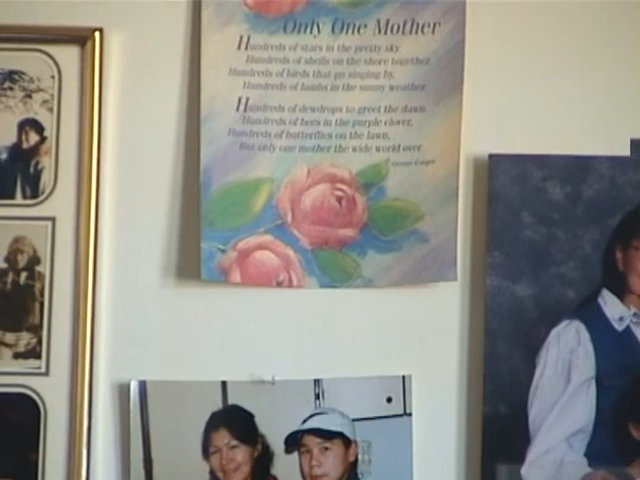 Only One Mother
Hundreds of stars in the pretty sky,
Hundreds of shells on the shore together,
Hundreds of birds that go singing by,
Hundreds of lambs in the sunny weather.
Hundreds of dewdrops to greet the dawn,
Hundreds of bees in the purple clover,
Hundreds of butterflies on the lawn,
But only one mother the wide world over.
George Cooper